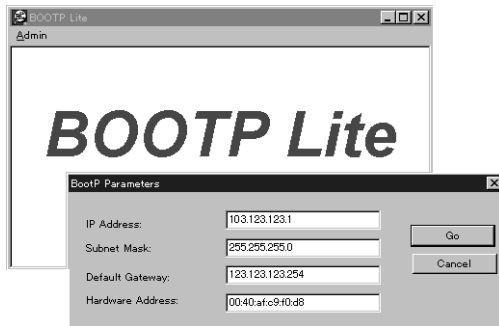 BOOTP Lite
Admin
BOOTP Lite
BootP Parameters
IP Address: 103.123.123.1
Subnet Mask: 255.255.255.0
Default Gateway: 123.123.123.254
Hardware Address: 00:40:af:c9:f0:d8
Go
Cancel